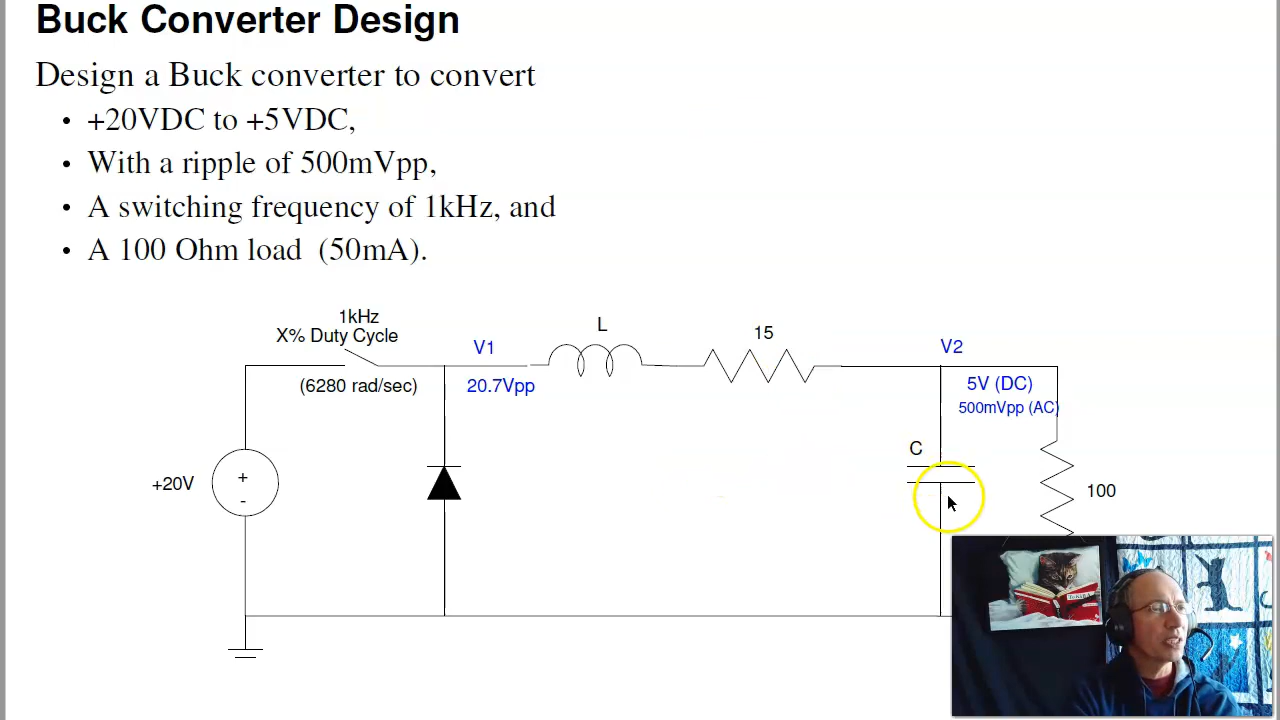 Buck Converter Design
Design a Buck converter to convert
• +20VDC to +5VDC,
• With a ripple of 500mVpp,
• A switching frequency of 1kHz, and
• A 100 Ohm load (50mA).
1kHz
X% Duty Cycle
(6280 rad/sec)
V1
20.7Vpp
L
15
V2
5V (DC)
500mVpp (AC)
C
+20V
+
-
100